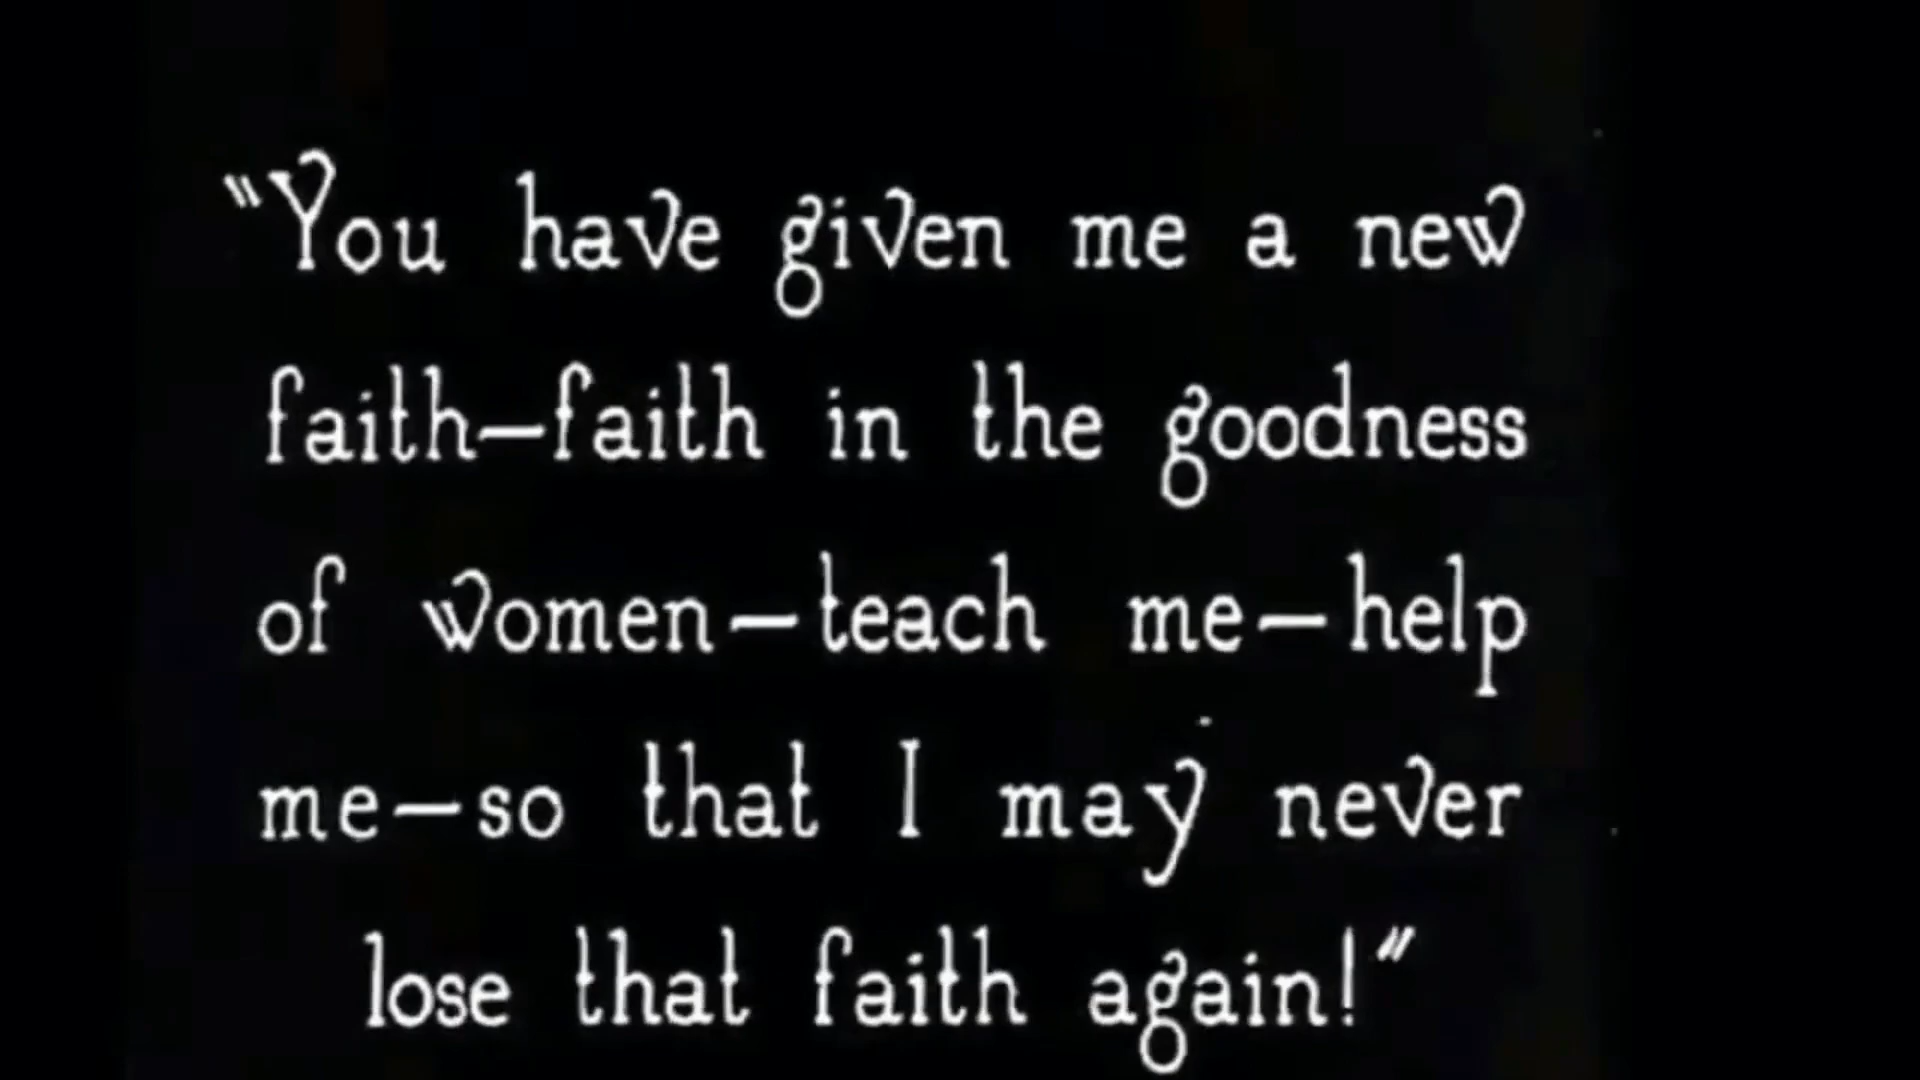 "You have given me a new
faith—faith in the goodness
of women—teach me—help
me—so that I may never
lose that faith again!"